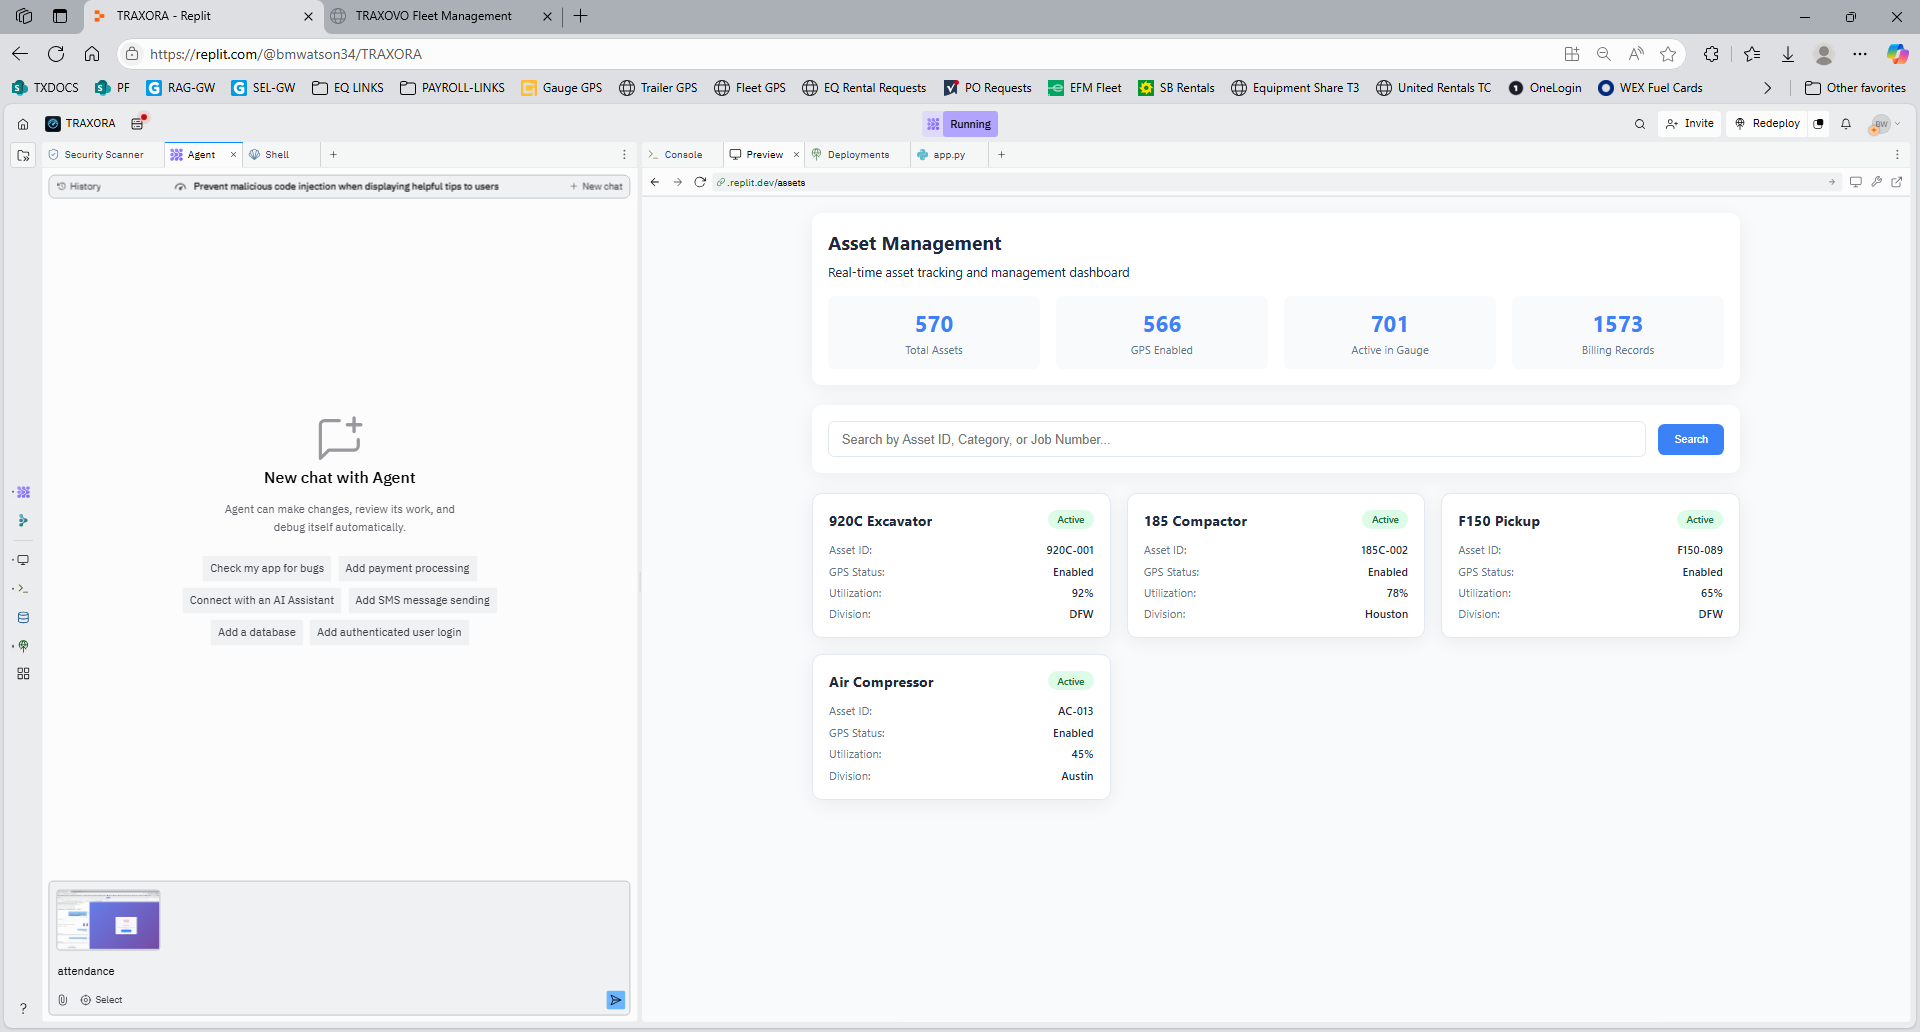 TRAXORA - Replit
TRAXOVO Fleet Management
https://replit.com/@bmwatson34/TRAXORA
TXDOCS
PF
RAG-GW
SEL-GW
EQ LINKS
PAYROLL-LINKS
Gauge GPS
Trailer GPS
Fleet GPS
EQ Rental Requests
PO Requests
EFM Fleet
SB Rentals
Equipment Share T3
United Rentals TC
OneLogin
WEX Fuel Cards
Other favorites
TRAXORA
Running
Invite
Redeploy
BW
Security Scanner
Agent
Shell
Console
Preview
Deployments
app.py
History
Prevent malicious code injection when displaying helpful tips to users
New chat
.replit.dev/assets
New chat with Agent
Agent can make changes, review its work, and
debug itself automatically.
Check my app for bugs
Add payment processing
Connect with an AI Assistant
Add SMS message sending
Add a database
Add authenticated user login
attendance
Select
Asset Management
Real-time asset tracking and management dashboard
570
Total Assets
566
GPS Enabled
701
Active in Gauge
1573
Billing Records
Search by Asset ID, Category, or Job Number...
Search
920C Excavator
Active
Asset ID: 920C-001
GPS Status: Enabled
Utilization: 92%
Division: DFW
185 Compactor
Active
Asset ID: 185C-002
GPS Status: Enabled
Utilization: 78%
Division: Houston
F150 Pickup
Active
Asset ID: F150-089
GPS Status: Enabled
Utilization: 65%
Division: DFW
Air Compressor
Active
Asset ID: AC-013
GPS Status: Enabled
Utilization: 45%
Division: Austin